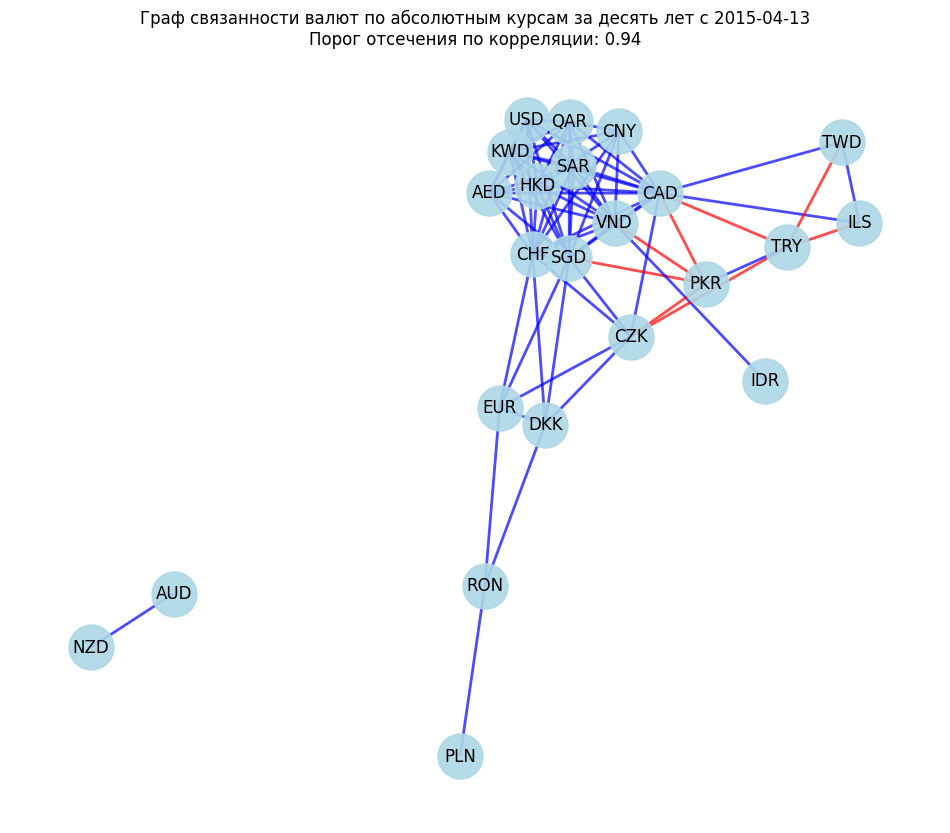 Граф связанности валют по абсолютным курсам за десять лет с 2015-04-13
Порог отсечения по корреляции: 0.94
USD
QAR
CNY
TWD
KWD
SAR
HKD
AED
CAD
VND
ILS
TRY
CHF
SGD
PKR
CZK
IDR
EUR
DKK
RON
AUD
NZD
PLN